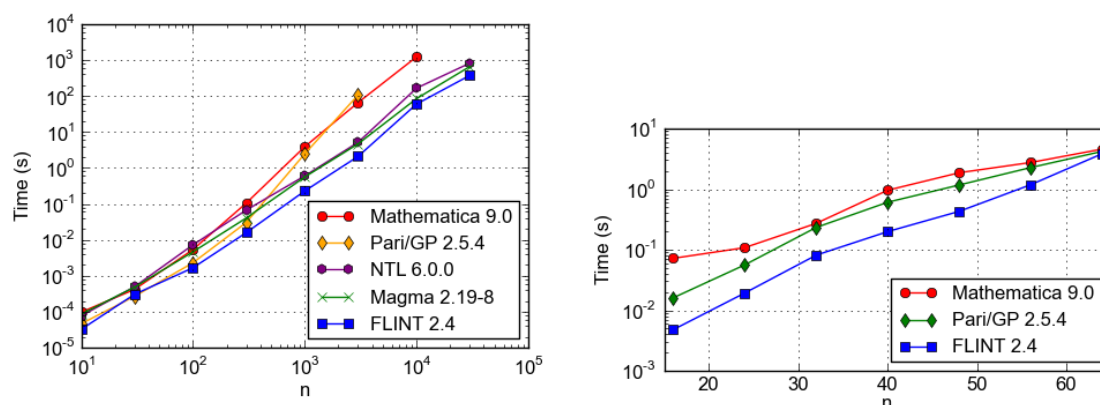 10^4
10^3
10^2
10^1
10^0
10^-1
10^-2
10^-3
10^-4
10^-5
Time (s)
10^1
10^2
10^3
10^4
10^5
n
Mathematica 9.0
Pari/GP 2.5.4
NTL 6.0.0
Magma 2.19-8
FLINT 2.4
10^1
10^0
10^-1
10^-2
10^-3
Time (s)
20
30
40
50
60
n
Mathematica 9.0
Pari/GP 2.5.4
FLINT 2.4